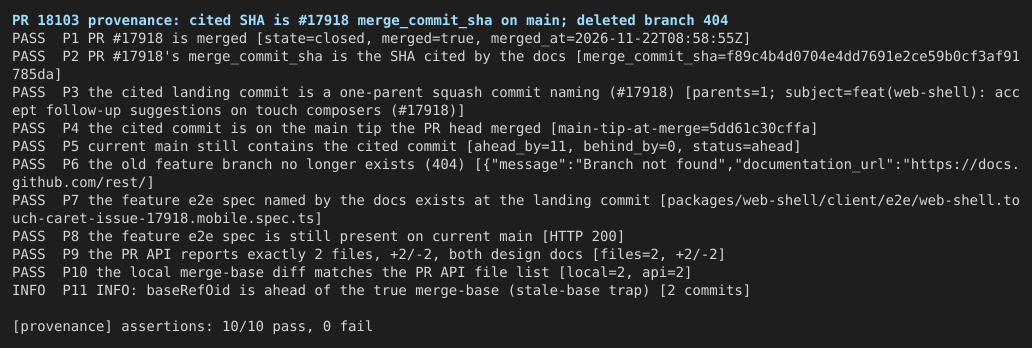 PR 18103 provenance: cited SHA is #17918 merge_commit_sha on main; deleted branch 404
PASS  P1 PR #17918 is merged [state=closed, merged=true, merged_at=2026-11-22T08:58:55Z]
PASS  P2 PR #17918's merge_commit_sha is the SHA cited by the docs [merge_commit_sha=f89c4b4d0704e4dd7691e2ce59b0cf3af91
785da]
PASS  P3 the cited landing commit is a one-parent squash commit naming (#17918) [parents=1; subject=feat(web-shell): acc
ept follow-up suggestions on touch composers (#17918)]
PASS  P4 the cited commit is on the main tip the PR head merged [main-tip-at-merge=5dd61c30cffa]
PASS  P5 current main still contains the cited commit [ahead_by=11, behind_by=0, status=ahead]
PASS  P6 the old feature branch no longer exists (404) [{"message":"Branch not found","documentation_url":"https://docs.
github.com/rest/]
PASS  P7 the feature e2e spec named by the docs exists at the landing commit [packages/web-shell/client/e2e/web-shell.to
uch-caret-issue-17918.mobile.spec.ts]
PASS  P8 the feature e2e spec is still present on current main [HTTP 200]
PASS  P9 the PR API reports exactly 2 files, +2/-2, both design docs [files=2, +2/-2]
PASS  P10 the local merge-base diff matches the PR API file list [local=2, api=2]
INFO  P11 INFO: baseRefOid is ahead of the true merge-base (stale-base trap) [2 commits]
[provenance] assertions: 10/10 pass, 0 fail